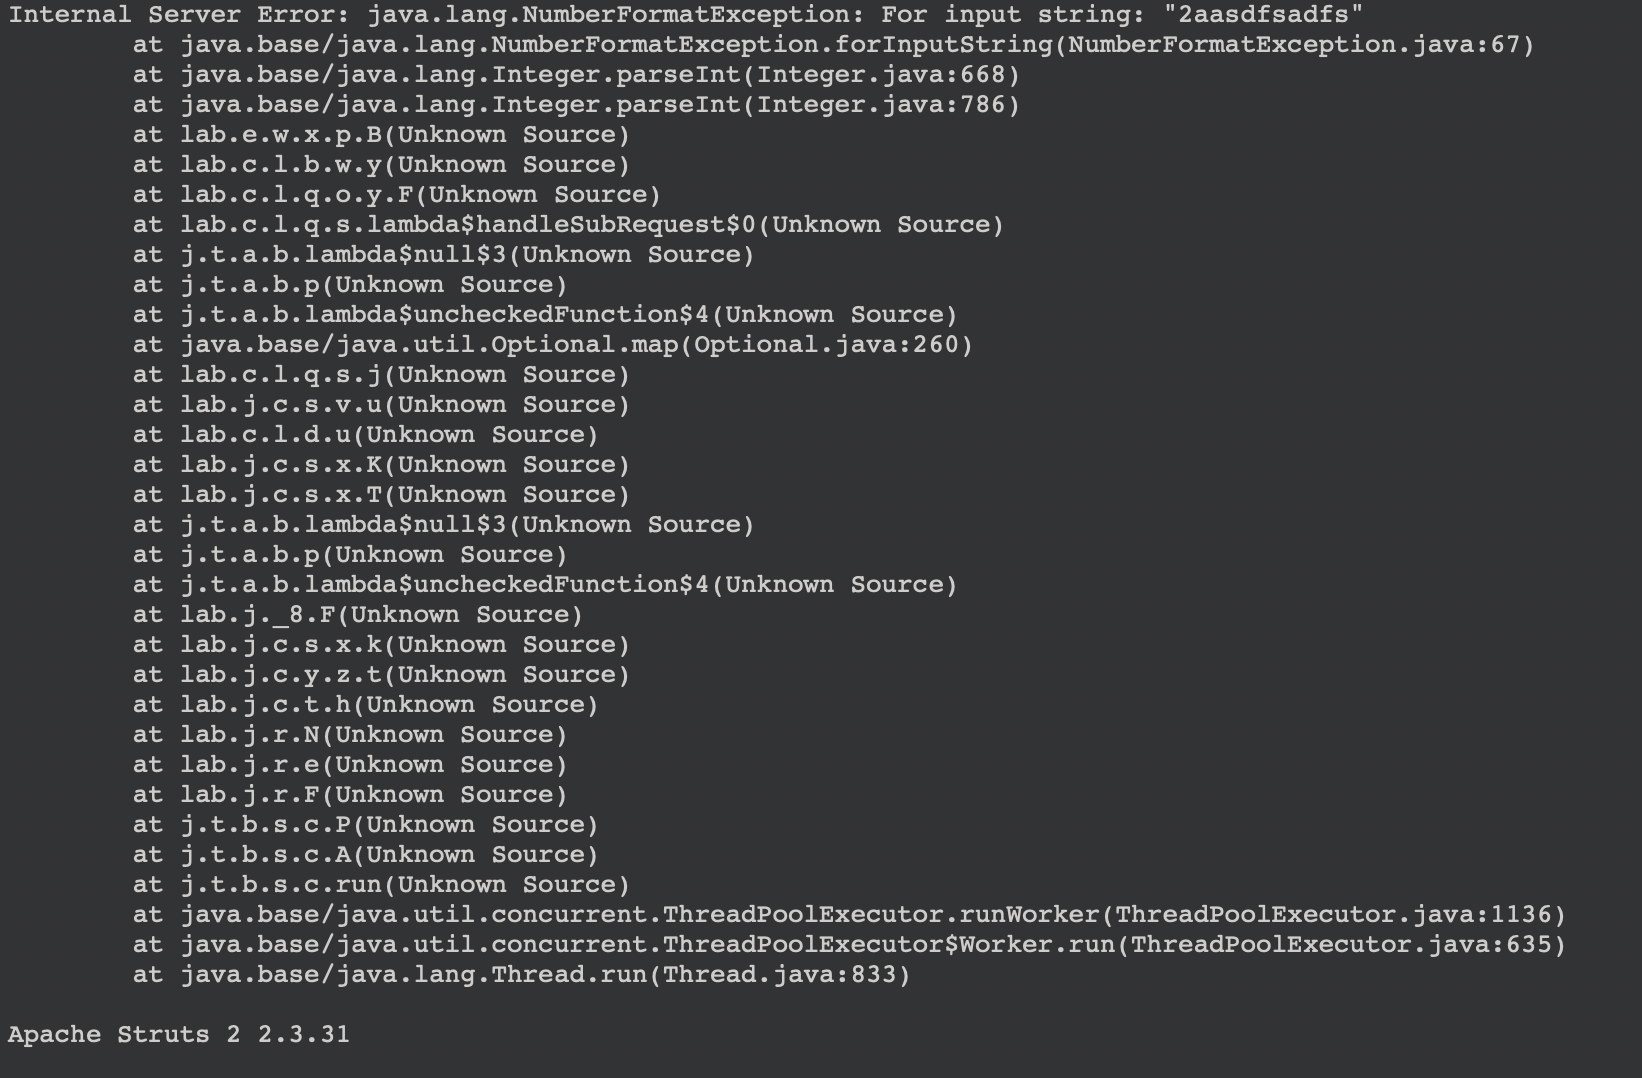 Internal Server Error: java.lang.NumberFormatException: For input string: "2aasdfsadfs"
at java.base/java.lang.NumberFormatException.forInputString(NumberFormatException.java:67)
at java.base/java.lang.Integer.parseInt(Integer.java:668)
at java.base/java.lang.Integer.parseInt(Integer.java:786)
at lab.e.w.x.p.B(Unknown Source)
at lab.c.l.b.w.y(Unknown Source)
at lab.c.l.q.o.y.F(Unknown Source)
at lab.c.l.q.s.lambda$handleSubRequest$0(Unknown Source)
at j.t.a.b.lambda$null$3(Unknown Source)
at j.t.a.b.p(Unknown Source)
at j.t.a.b.lambda$uncheckedFunction$4(Unknown Source)
at java.base/java.util.Optional.map(Optional.java:260)
at lab.c.l.q.s.j(Unknown Source)
at lab.j.c.s.v.u(Unknown Source)
at lab.c.l.d.u(Unknown Source)
at lab.j.c.s.x.K(Unknown Source)
at lab.j.c.s.x.T(Unknown Source)
at j.t.a.b.lambda$null$3(Unknown Source)
at j.t.a.b.p(Unknown Source)
at j.t.a.b.lambda$uncheckedFunction$4(Unknown Source)
at lab.j._8.F(Unknown Source)
at lab.j.c.s.x.k(Unknown Source)
at lab.j.c.y.z.t(Unknown Source)
at lab.j.c.t.h(Unknown Source)
at lab.j.r.N(Unknown Source)
at lab.j.r.e(Unknown Source)
at lab.j.r.F(Unknown Source)
at j.t.b.s.c.P(Unknown Source)
at j.t.b.s.c.A(Unknown Source)
at j.t.b.s.c.run(Unknown Source)
at java.base/java.util.concurrent.ThreadPoolExecutor.runWorker(ThreadPoolExecutor.java:1136)
at java.base/java.util.concurrent.ThreadPoolExecutor$Worker.run(ThreadPoolExecutor.java:635)
at java.base/java.lang.Thread.run(Thread.java:833)
Apache Struts 2 2.3.31